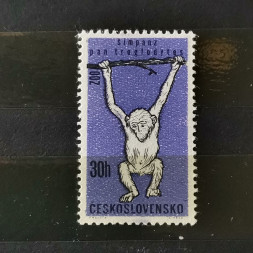 šimpanz
pan troglodytes
ZOO
30h
ČESKOSLOVENSKO